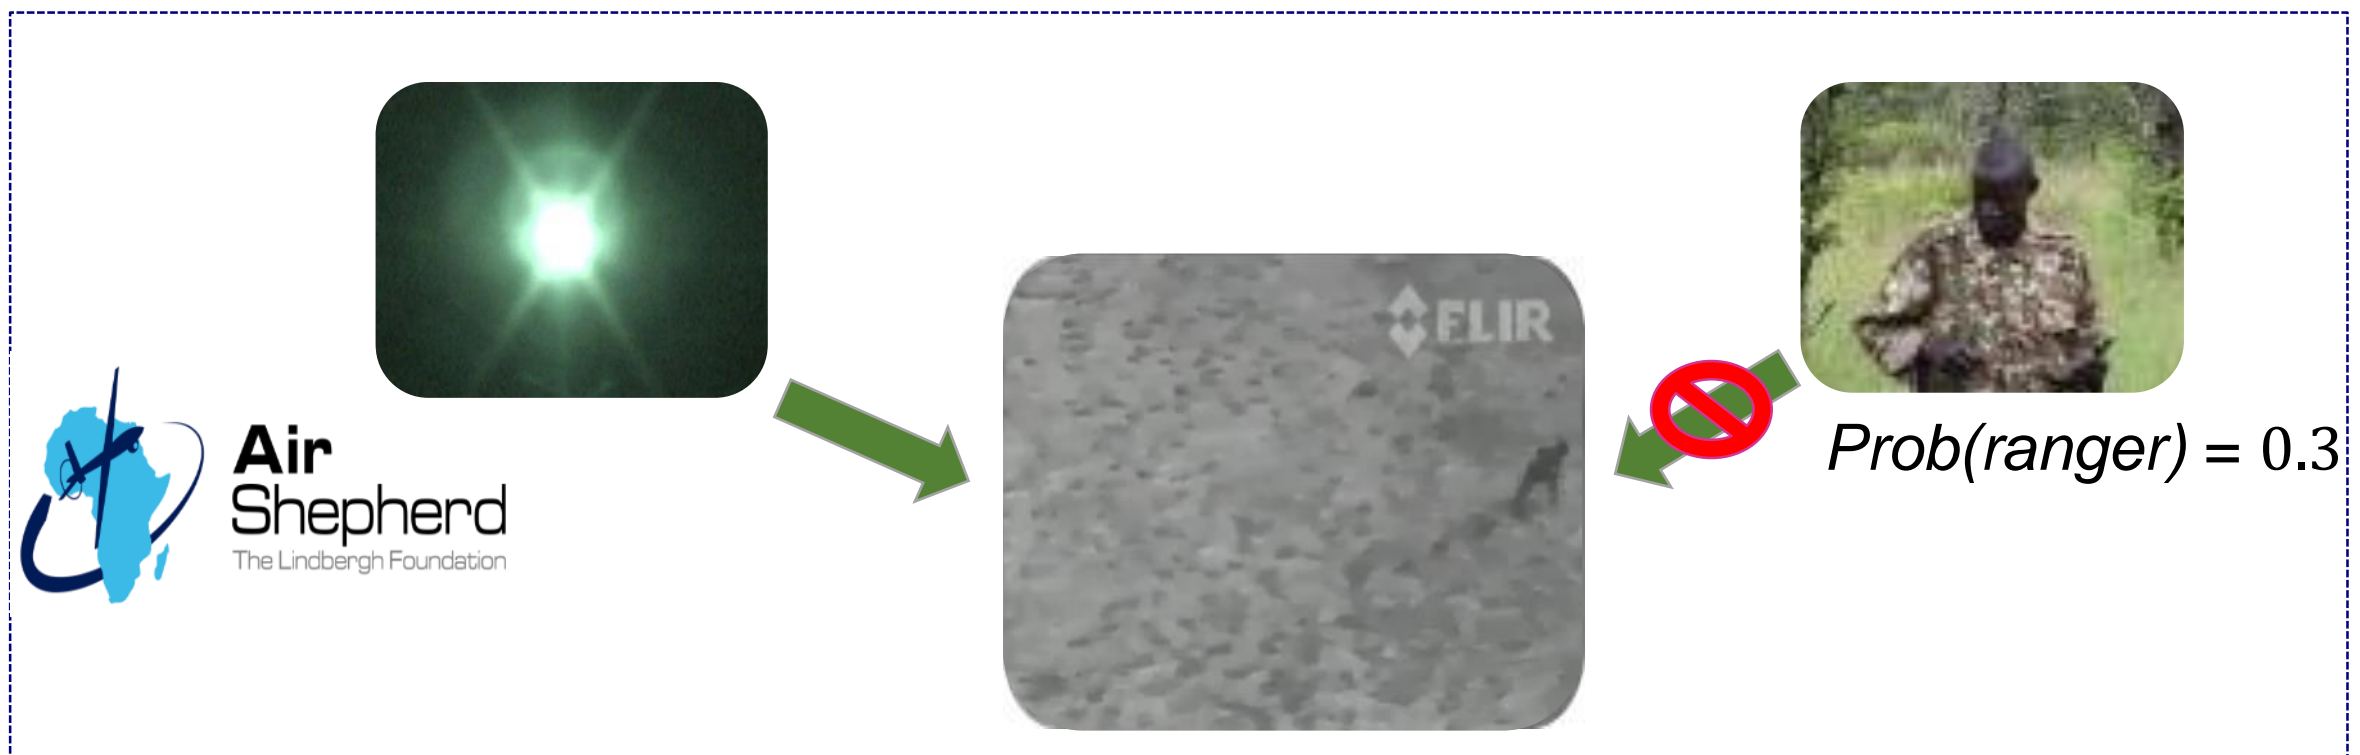 FLIR
Air
Shepherd
The Lindbergh Foundation
Prob(ranger) = 0.3